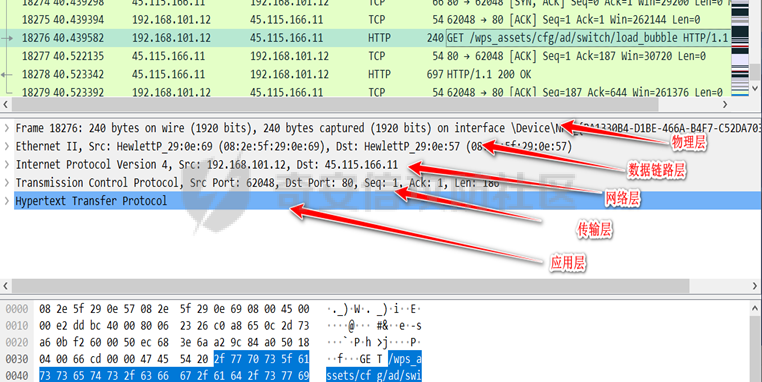 18274 40.439298 45.115.166.11 192.168.101.12 TCP 66 80 → 62048 [SYN, ACK] Seq=0 Ack=1 Win=29200 Len=0
18275 40.439394 192.168.101.12 45.115.166.11 TCP 54 62048 → 80 [ACK] Seq=1 Ack=1 Win=262144 Len=0
18276 40.439582 192.168.101.12 45.115.166.11 HTTP 240 GET /wps_assets/cfg/ad/switch/load_bubble HTTP/1.1
18277 40.522135 45.115.166.11 192.168.101.12 TCP 54 80 → 62048 [ACK] Seq=1 Ack=187 Win=30720 Len=0
18278 40.523342 45.115.166.11 192.168.101.12 HTTP 697 HTTP/1.1 200 OK
18279 40.523392 192.168.101.12 45.115.166.11 TCP 54 62048 → 80 [ACK] Seq=187 Ack=644 Win=261376 Len=0
Frame 18276: 240 bytes on wire (1920 bits), 240 bytes captured (1920 bits) on interface \Device\
物理层
Ethernet II, Src: HewlettP_29:0e:69 (08:2e:5f:29:0e:69), Dst: HewlettP_29:0e:57 (08:2e:5f:29:0e:57)
数据链路层
Internet Protocol Version 4, Src: 192.168.101.12, Dst: 45.115.166.11
网络层
Transmission Control Protocol, Src Port: 62048, Dst Port: 80, Seq: 1, Ack: 1, Len: 186
传输层
Hypertext Transfer Protocol
应用层
0000 08 2e 5f 29 0e 57 08 2e 5f 29 0e 69 08 00 45 00 ·._)·W·._)·i··E·
0010 00 e2 dd bc 40 00 80 06 23 26 c0 a8 65 0c 2d 73 ····@···#&··e·-s
0020 a6 0b f2 60 00 50 ec 68 3e 6a a2 9c 84 a0 50 18 ···`·P·h>j····P·
0030 04 00 66 cd 00 00 47 45 54 20 2f 77 70 73 5f 61 ··f···GET /wps_a
0040 73 73 65 74 73 2f 63 66 67 2f 61 64 2f 73 77 69 ssets/cfg/ad/swi